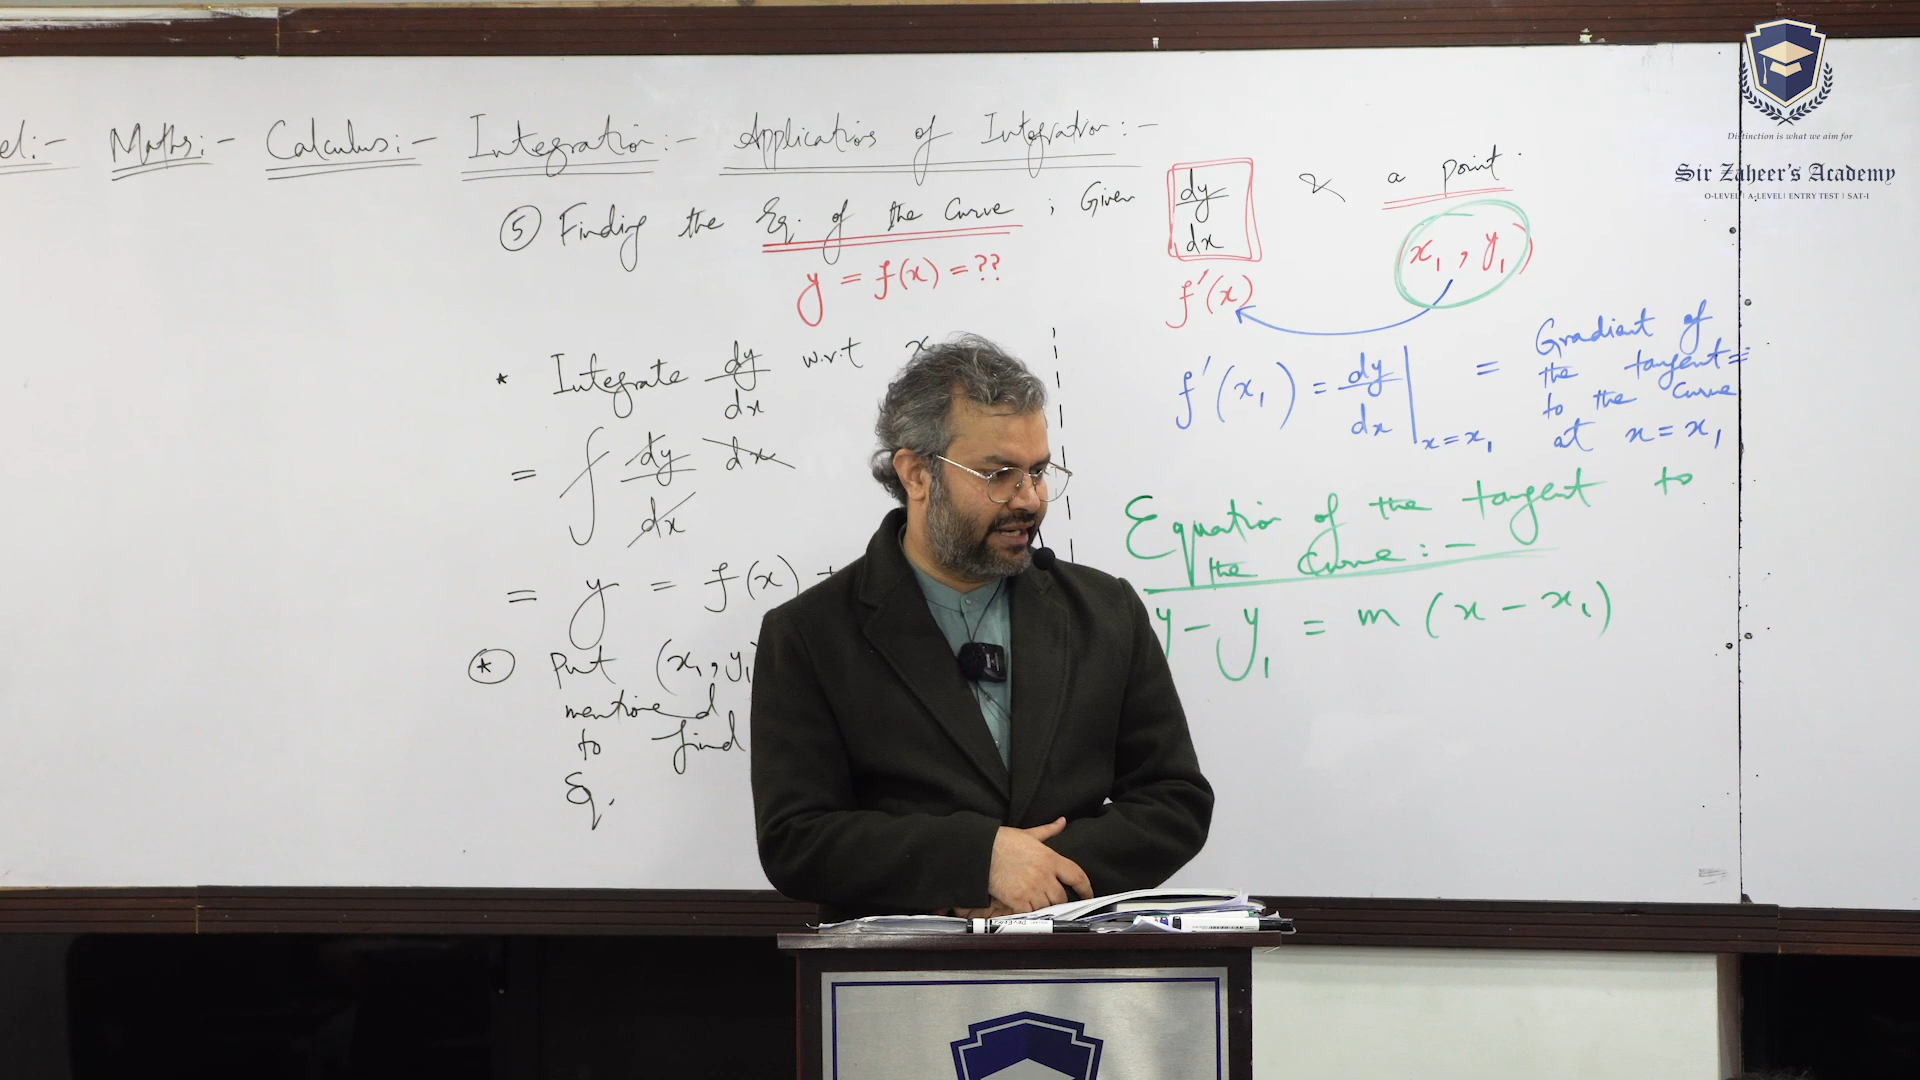 Maths:- Calculus:- Integration:- Applications of Integration:-
⑤ Finding the Eq. of the Curve ; Given dy/dx & a point.
y = f(x) = ??
f'(x)
(x₁, y₁)
* Integrate dy/dx w.r.t x
= ∫ dy/dx dx
= y = f(x) +
* Put (x₁, y₁)
mentioned
to find
Eq.
f'(x₁) = dy/dx | x=x₁ = Gradient of
the tangent
to the curve
at x = x₁
Equation of the tangent to
the Curve:-
y - y₁ = m (x - x₁)
Distinction is what we aim for
Sir Zaheer's Academy
O-LEVEL | A-LEVEL | ENTRY TEST | SAT-I